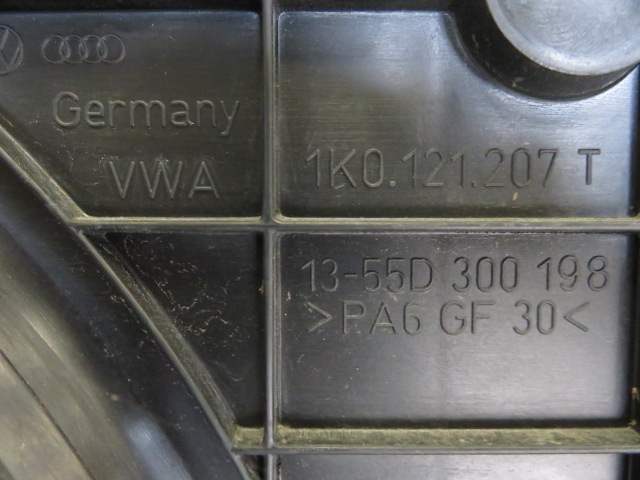 Germany
VWA
1K0.121.207 T
13-55D 300 198
>PA6 GF 30<